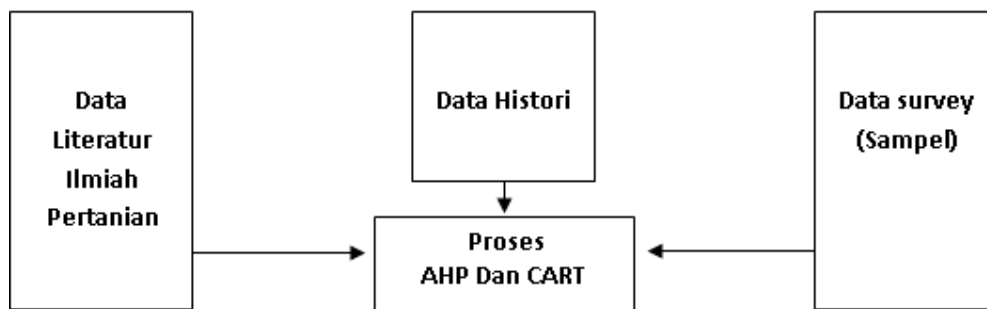 Data
Literatur
Ilmiah
Pertanian
Data Histori
Data survey
(Sampel)
Proses
AHP Dan CART